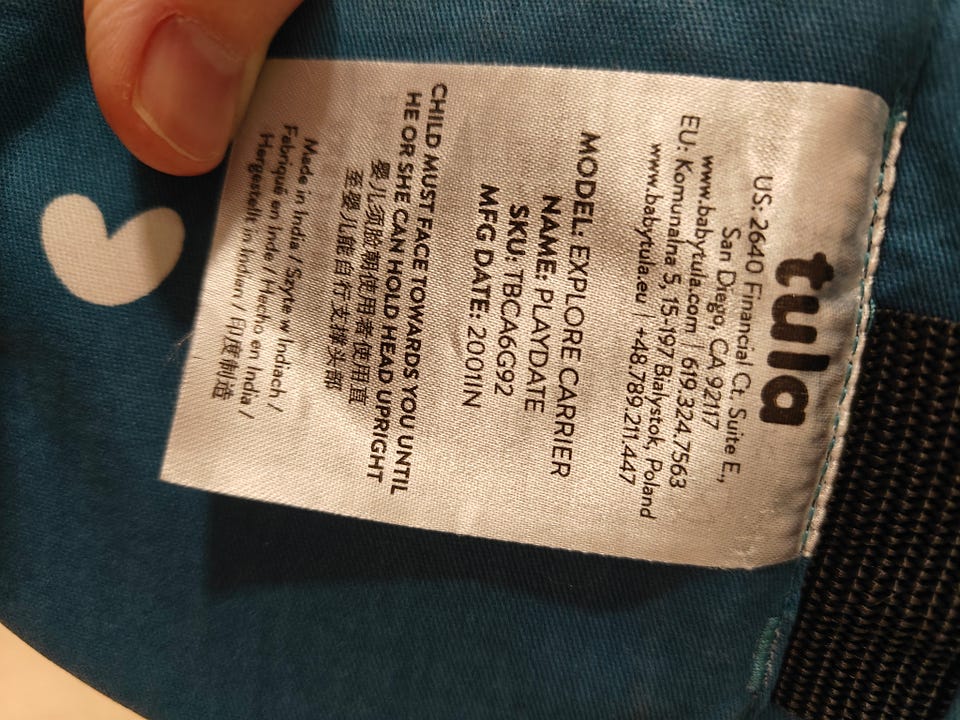 tula
US: 2640 Financial Ct. Suite E.,
San Diego, CA 92117
www.babytula.com | 619.324.7563
EU: Komunalna 5, 15-197 Bialystok, Poland
www.babytula.eu | +48.789.211.447
MODEL: EXPLORE CARRIER
NAME: PLAYDATE
SKU: TBCA6G92
MFG DATE: 2001IN
CHILD MUST FACE TOWARDS YOU UNTIL
HE OR SHE CAN HOLD HEAD UPRIGHT
婴儿须脸朝使用者使用直
至婴儿能自行支撑头部
Made in India / Szyte w Indiach /
Fabriqué en Inde / Hecho en India /
Hergestellt in Indien / 印度制造